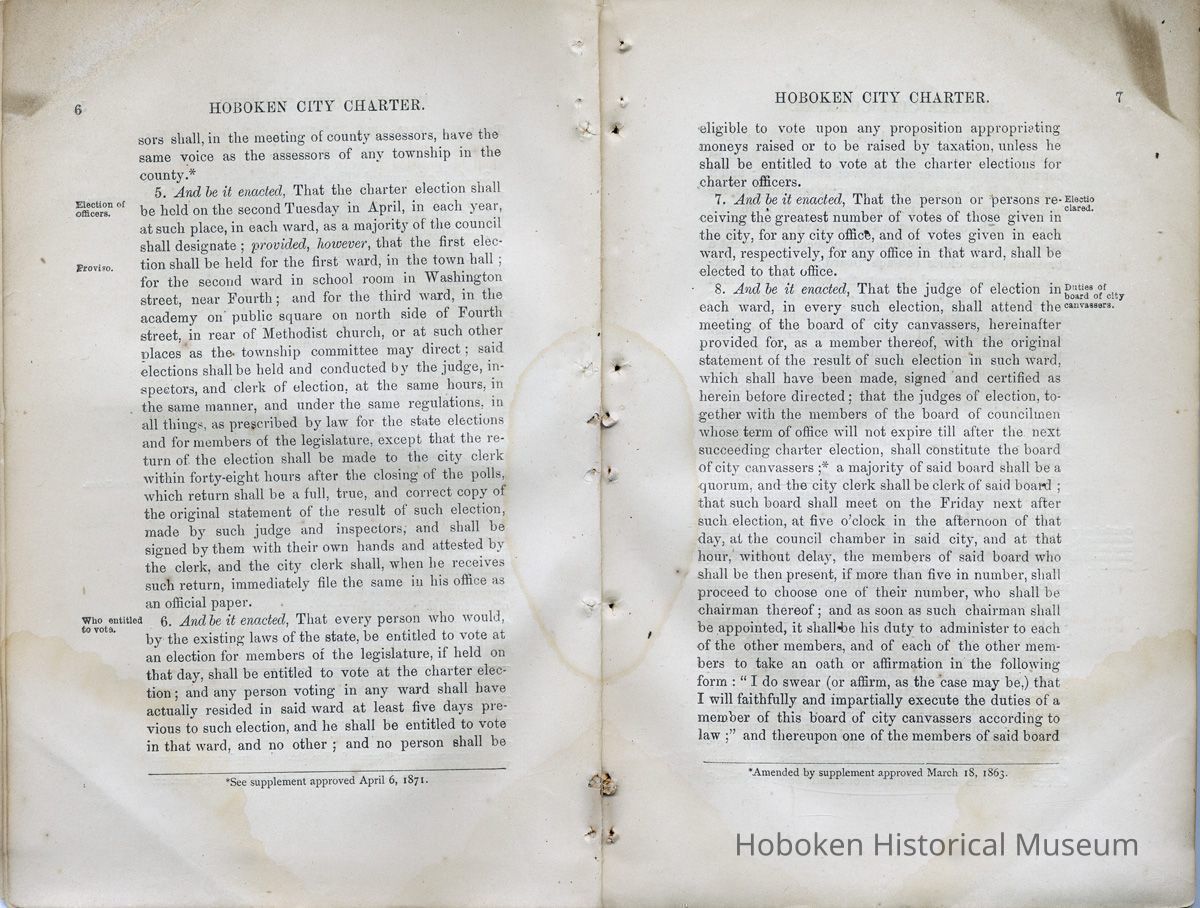 6
HOBOKEN CITY CHARTER.
sors shall, in the meeting of county assessors, have the
same voice as the assessors of any township in the
county.*
Election of
officers.
5. And be it enacted, That the charter election shall
be held on the second Tuesday in April, in each year,
at such place, in each ward, as a majority of the council
shall designate ; provided, however, that the first elec-
Proviso.
tion shall be held for the first ward, in the town hall ;
for the second ward in school room in Washington
street, near Fourth ; and for the third ward, in the
academy on public square on north side of Fourth
street, in rear of Methodist church, or at such other
places as the township committee may direct ; said
elections shall be held and conducted by the judge, in-
spectors, and clerk of election, at the same hours, in
the same manner, and under the same regulations, in
all things, as prescribed by law for the state elections
and for members of the legislature, except that the re-
turn of the election shall be made to the city clerk
within forty-eight hours after the closing of the polls,
which return shall be a full, true, and correct copy of
the original statement of the result of such election,
made by such judge and inspectors, and shall be
signed by them with their own hands and attested by
the clerk, and the city clerk shall, when he receives
such return, immediately file the same in his office as
an official paper.
Who entitled
to vote.
6. And be it enacted, That every person who would,
by the existing laws of the state, be entitled to vote at
an election for members of the legislature, if held on
that day, shall be entitled to vote at the charter elec-
tion ; and any person voting in any ward shall have
actually resided in said ward at least five days pre-
vious to such election, and he shall be entitled to vote
in that ward, and no other ; and no person shall be
*See supplement approved April 6, 1871.
HOBOKEN CITY CHARTER.
7
eligible to vote upon any proposition appropriating
moneys raised or to be raised by taxation, unless he
shall be entitled to vote at the charter elections for
charter officers.
7. And be it enacted, That the person or persons re-
Electio
clared.
ceiving the greatest number of votes of those given in
the city, for any city office, and of votes given in each
ward, respectively, for any office in that ward, shall be
elected to that office.
8. And be it enacted, That the judge of election in
Duties of
board of city
canvassers.
each ward, in every such election, shall attend the
meeting of the board of city canvassers, hereinafter
provided for, as a member thereof, with the original
statement of the result of such election in such ward,
which shall have been made, signed and certified as
herein before directed ; that the judges of election, to-
gether with the members of the board of councilmen
whose term of office will not expire till after the next
succeeding charter election, shall constitute the board
of city canvassers ;* a majority of said board shall be a
quorum, and the city clerk shall be clerk of said board ;
that such board shall meet on the Friday next after
such election, at five o'clock in the afternoon of that
day, at the council chamber in said city, and at that
hour, without delay, the members of said board who
shall be then present, if more than five in number, shall
proceed to choose one of their number, who shall be
chairman thereof ; and as soon as such chairman shall
be appointed, it shall be his duty to administer to each
of the other members, and of each of the other mem-
bers to take an oath or affirmation in the following
form : " I do swear (or affirm, as the case may be,) that
I will faithfully and impartially execute the duties of a
member of this board of city canvassers according to
law ;" and thereupon one of the members of said board
*Amended by supplement approved March 18, 1863.
Hoboken Historical Museum